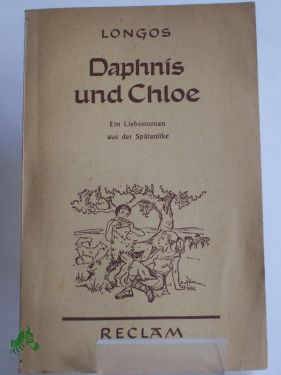 LONGOS
Daphnis
und Chloe
Ein Liebesroman
aus der Spätantike
RECLAM